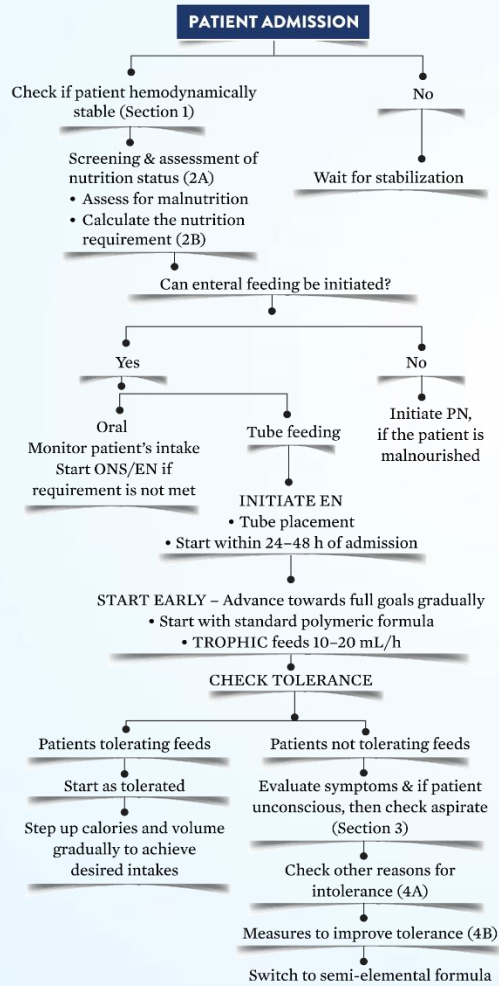 PATIENT ADMISSION
Check if patient hemodynamically
stable (Section 1)
No
Wait for stabilization
Screening & assessment of
nutrition status (2A)
• Assess for malnutrition
• Calculate the nutrition
requirement (2B)
Can enteral feeding be initiated?
Yes
No
Initiate PN,
if the patient is
malnourished
Oral
Monitor patient's intake
Start ONS/EN if
requirement is not met
Tube feeding
INITIATE EN
• Tube placement
• Start within 24–48 h of admission
START EARLY – Advance towards full goals gradually
• Start with standard polymeric formula
• TROPHIC feeds 10–20 mL/h
CHECK TOLERANCE
Patients tolerating feeds
Start as tolerated
Step up calories and volume
gradually to achieve
desired intakes
Patients not tolerating feeds
Evaluate symptoms & if patient
unconscious, then check aspirate
(Section 3)
Check other reasons for
intolerance (4A)
Measures to improve tolerance (4B)
Switch to semi-elemental formula